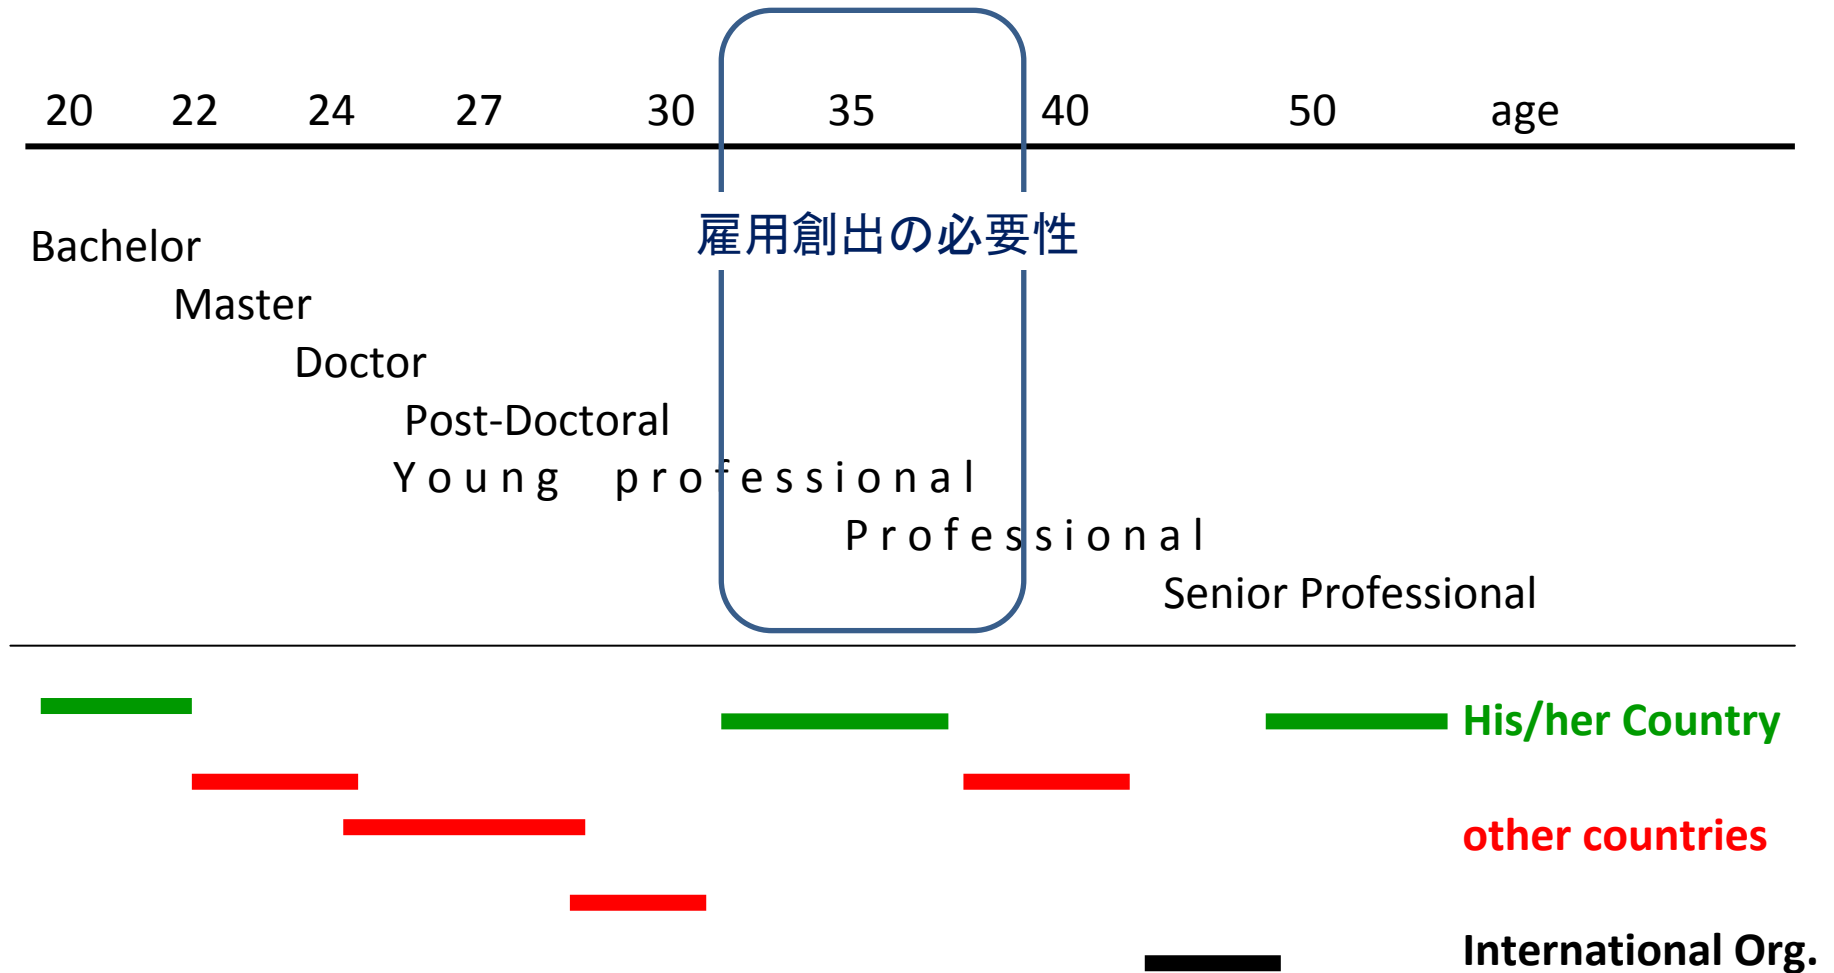 20 22 24 27 30 35 40 50 age
雇用創出の必要性
Bachelor
Master
Doctor
Post-Doctoral
Young professional
Professional
Senior Professional
His/her Country
other countries
International Org.